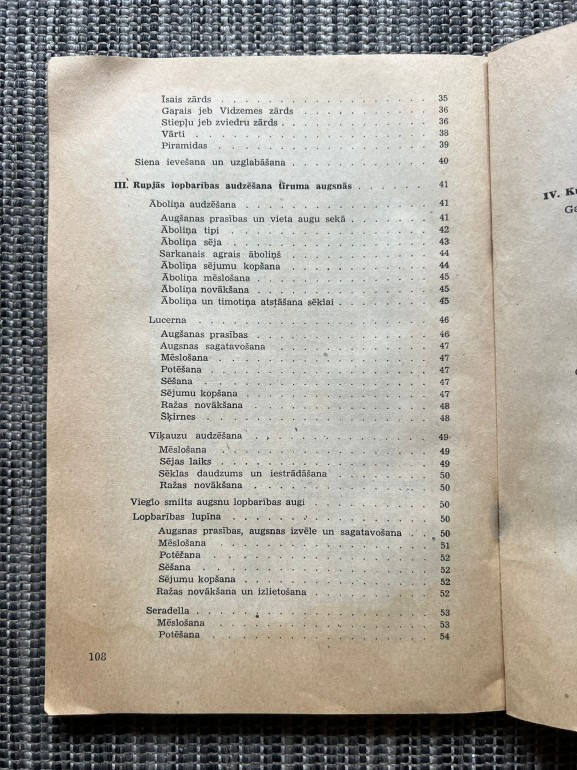 Īsais zārds 35
Gaŗais jeb Vidzemes zārds 36
Stiepļu jeb zviedru zārds 36
Vārti 38
Piramidas 39
Siena ievešana un uzglabāšana 40
III. Rupjās lopbarības audzēšana tīruma augsnās 41
Āboliņa audzēšana 41
Augšanas prasības un vieta augu sekā 41
Āboliņa tipi 42
Āboliņa sēja 43
Sarkanais agrais āboliņš 44
Āboliņa sējumu kopšana 44
Āboliņa mēslošana 45
Āboliņa novākšana 45
Āboliņa un timotiņa atstāšana sēklai 45
Lucerna 46
Augšanas prasības 46
Augsnas sagatavošana 47
Mēslošana 47
Potēšana 47
Sēšana 47
Sējumu kopšana 47
Ražas novākšana 48
Šķirnes 48
Vīķauzu audzēšana 49
Mēslošana 49
Sējas laiks 49
Sēklas daudzums un iestrādāšana 50
Ražas novākšana 50
Vieglo smilts augsnu lopbarības augi 50
Lopbarības lupīna 50
Augsnas prasības, augsnas izvēle un sagatavošana 50
Mēslošana 51
Potēšana 52
Sēšana 52
Sējumu kopšana 52
Ražas novākšana un izlietošana 52
Seradella 53
Mēslošana 53
Potēšana 54
108
IV.